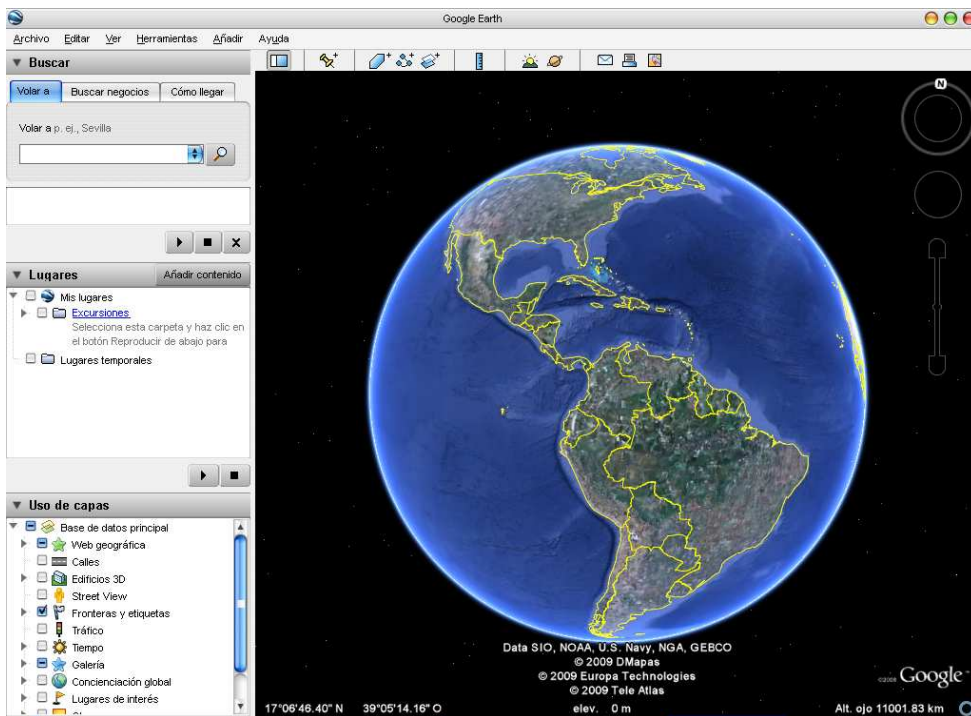 Google Earth
Archivo Editar Ver Herramientas Añadir Ayuda
Buscar
Volar a Buscar negocios Cómo llegar
Volar a p. ej., Sevilla
Lugares Añadir contenido
Mis lugares
Excursiones
Selecciona esta carpeta y haz clic en
el botón Reproducir de abajo para
Lugares temporales
Uso de capas
Base de datos principal
Web geográfica
Calles
Edificios 3D
Street View
Fronteras y etiquetas
Tráfico
Tiempo
Galería
Concienciación global
Lugares de interés
N
Data SIO, NOAA, U.S. Navy, NGA, GEBCO
© 2009 DMapas
© 2009 Europa Technologies
© 2009 Tele Atlas
©2009 Google
17°06'46.40" N 39°05'14.16" O elev. 0 m Alt. ojo 11001.83 km